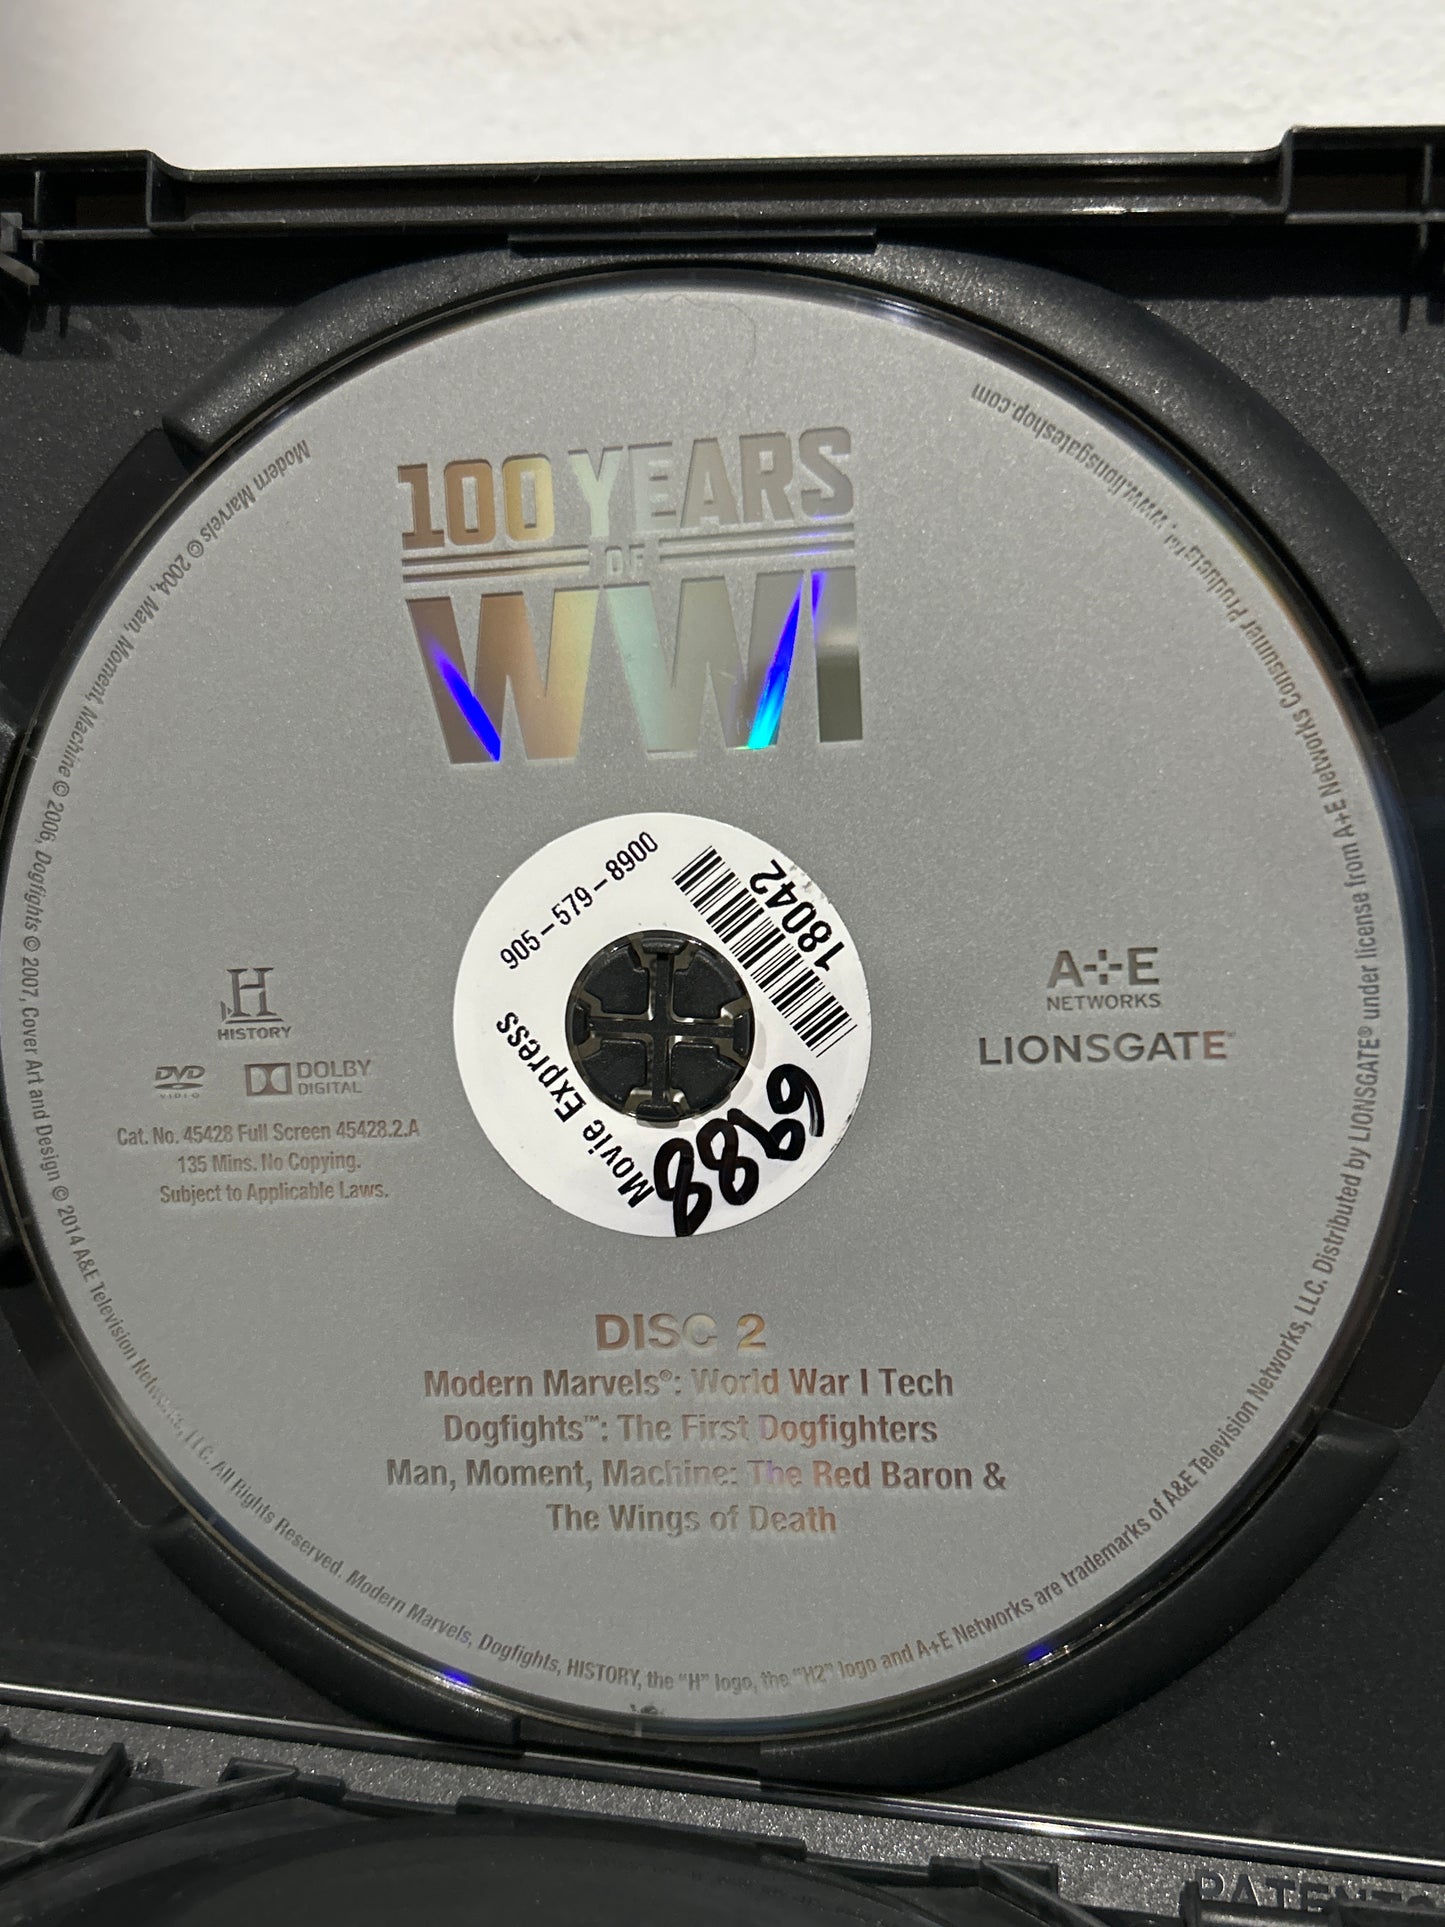 100 YEARS
OF
WWI
905-579-8900
18042
Movie Express
6988
H
HISTORY
DVD
VIDEO
DOLBY
DIGITAL
Cat. No. 45428 Full Screen 45428.2.A
135 Mins. No Copying.
Subject to Applicable Laws.
A+E
NETWORKS
LIONSGATE™
DISC 2
Modern Marvels®: World War I Tech
Dogfights™: The First Dogfighters
Man, Moment, Machine: The Red Baron &
The Wings of Death
Modern Marvels © 2004, Man, Moment, Machine © 2006, Dogfights © 2007, Cover Art and Design © 2014 A&E Television Networks, LLC. All Rights Reserved. Modern Marvels, Dogfights, HISTORY, the “H” logo, the “H2” logo and A+E Networks are trademarks of A&E Television Networks, LLC. Distributed by LIONSGATE® under license from A+E Networks Consumer Products™. www.lionsgateshop.com